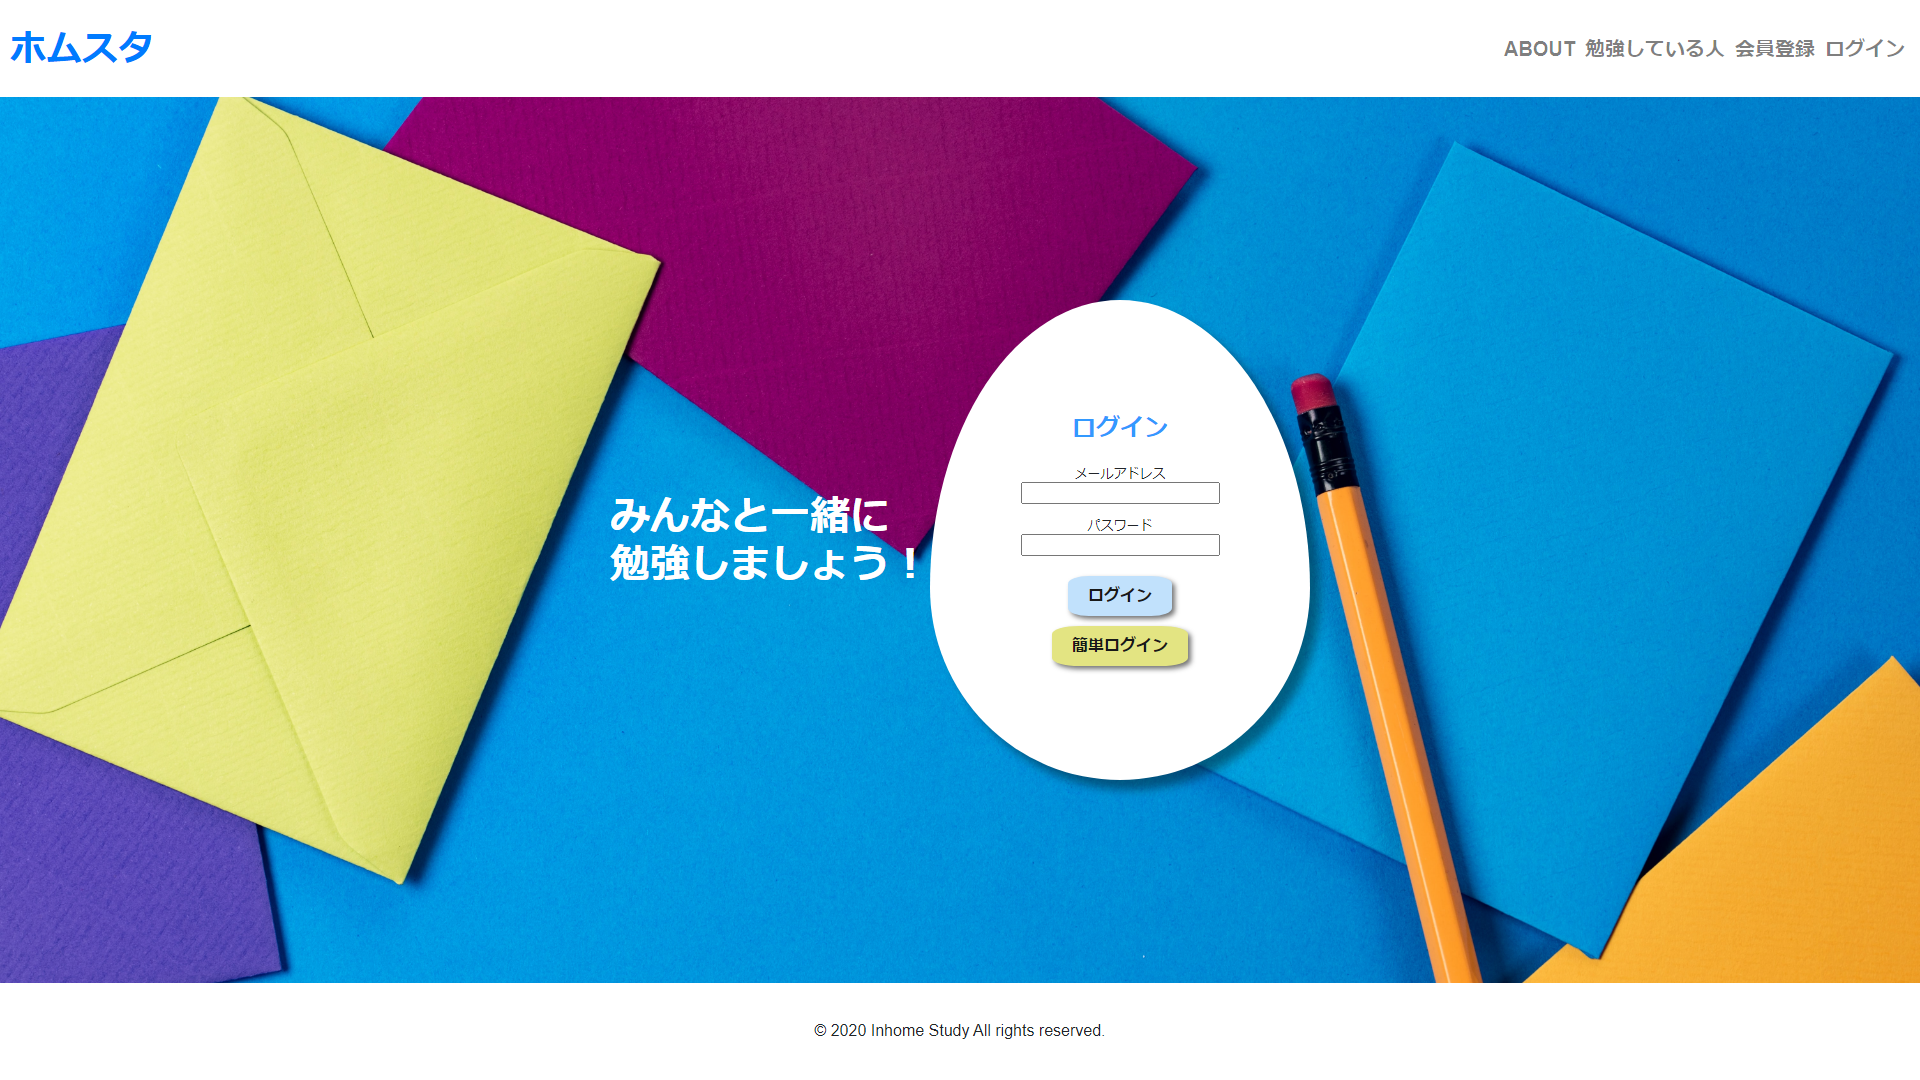 ホムスタ
ABOUT 勉強している人 会員登録 ログイン
みんなと一緒に
勉強しましょう！
ログイン
メールアドレス
パスワード
ログイン
簡単ログイン
© 2020 Inhome Study All rights reserved.